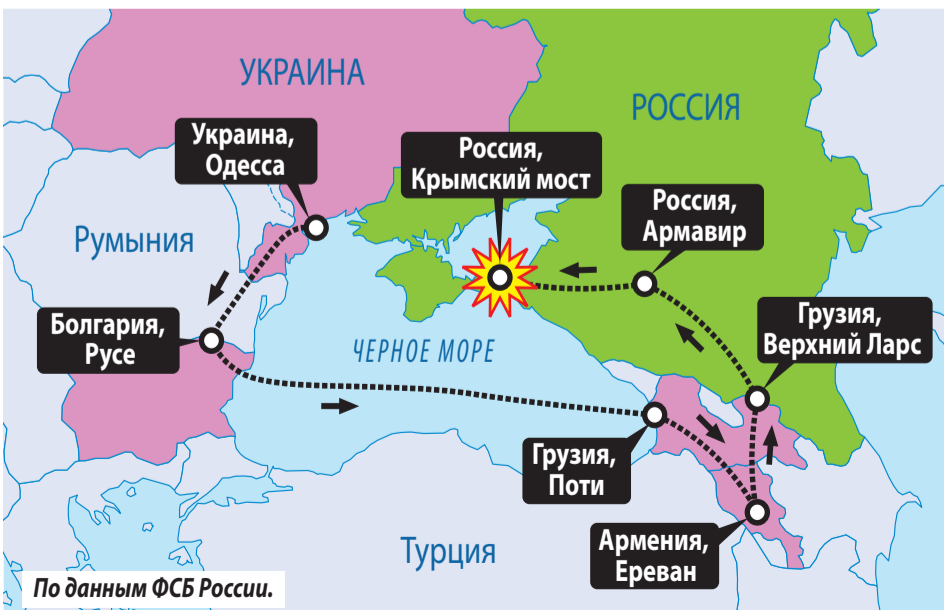 УКРАИНА
РОССИЯ
Украина,
Одесса
Россия,
Крымский мост
Россия,
Армавир
Румыния
Болгария,
Русе
ЧЕРНОЕ МОРЕ
Грузия,
Верхний Ларс
Грузия,
Поти
Армения,
Ереван
Турция
По данным ФСБ России.